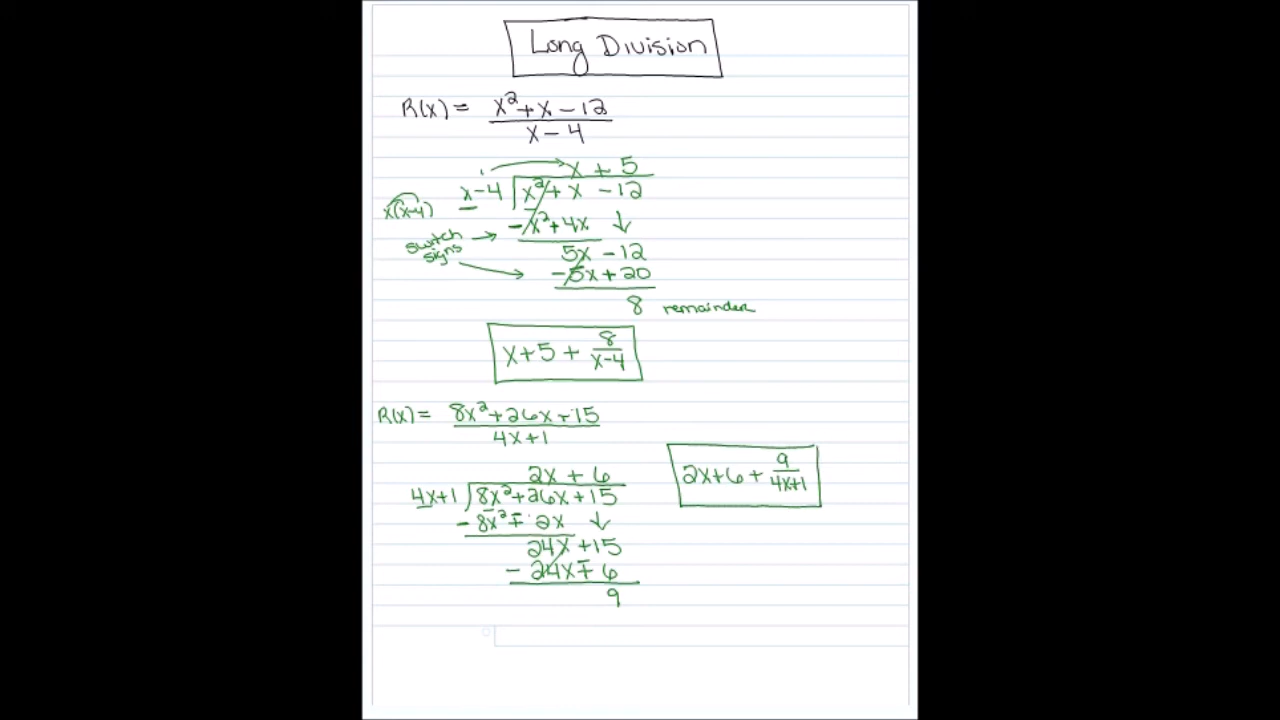 Long Division
R(x) = x² + x - 12
x - 4
x + 5
x-4 x² + x - 12
x(x-4)
-x² + 4x ↓
switch signs
5x - 12
-5x + 20
8 remainder
x+5 + 8/(x-4)
R(x) = 8x² + 26x + 15
4x+1
2x + 6
4x+1 8x² + 26x + 15
- 8x² ∓ 2x ↓
24x + 15
- 24x ∓ 6
9
2x+6 + 9/(4x+1)